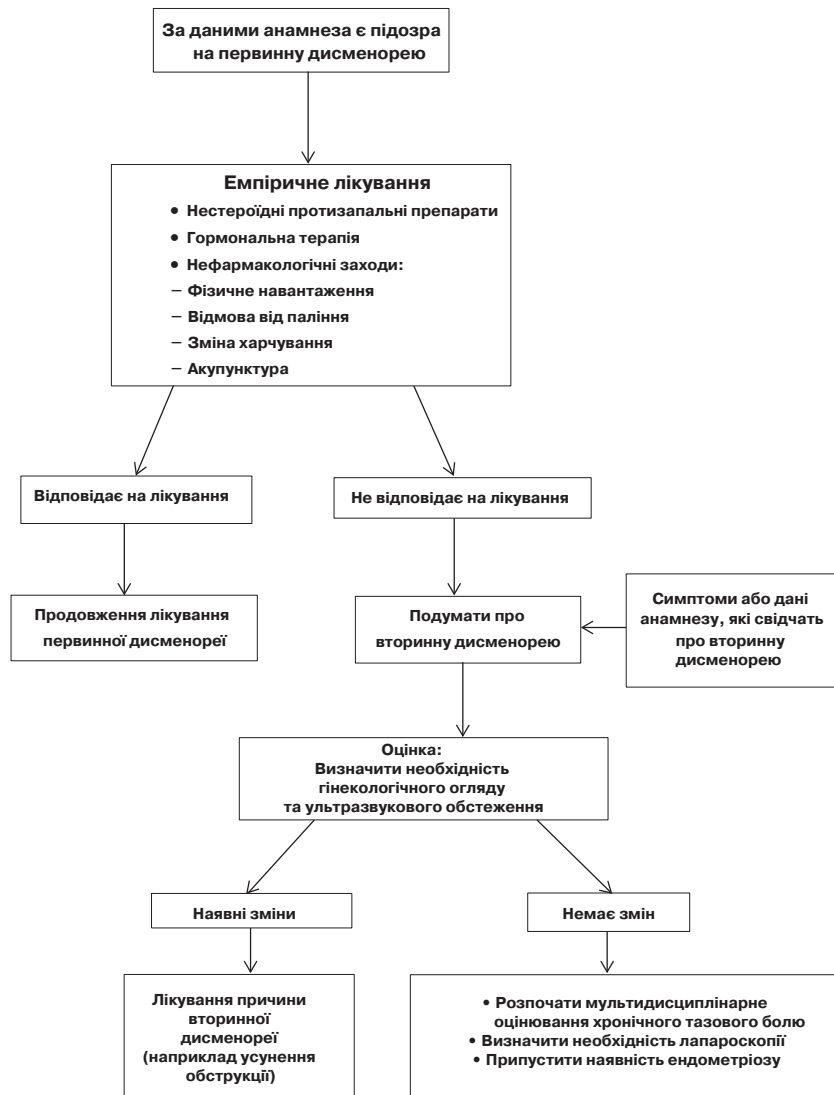 За даними анамнеза є підозра
на первинну дисменорею
Емпіричне лікування
• Нестероїдні протизапальні препарати
• Гормональна терапія
• Нефармакологічні заходи:
– Фізичне навантаження
– Відмова від паління
– Зміна харчування
– Акупунктура
Відповідає на лікування
Не відповідає на лікування
Продовження лікування
первинної дисменореї
Подумати про
вторинну дисменорею
Симптоми або дані
анамнезу, які свідчать
про вторинну
дисменорею
Оцінка:
Визначити необхідність
гінекологічного огляду
та ультразвукового обстеження
Наявні зміни
Немає змін
Лікування причини
вторинної
дисменореї
(наприклад усунення
обструкції)
• Розпочати мультидисциплінарне
оцінювання хронічного тазового болю
• Визначити необхідність лапароскопії
• Припустити наявність ендометріозу